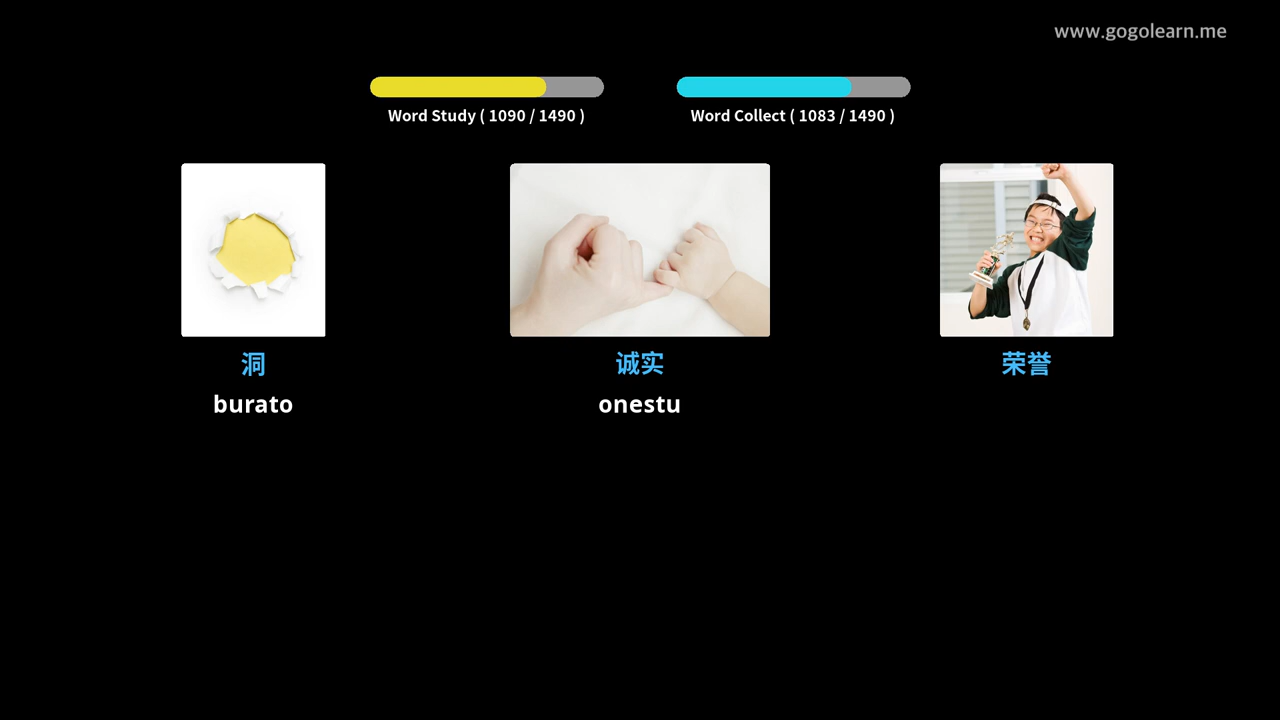 www.gogolearn.me
Word Study ( 1090 / 1490 )
Word Collect ( 1083 / 1490 )
洞
诚实
荣誉
burato
onestu